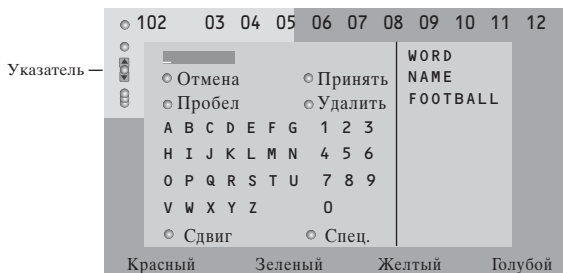 102 03 04 05 06 07 08 09 10 11 12
Указатель
WORD
Отмена Принять NAME
Пробел Удалить FOOTBALL
A B C D E F G 1 2 3
H I J K L M N 4 5 6
O P Q R S T U 7 8 9
V W X Y Z 0
Сдвиг Спец.
Красный Зеленый Желтый Голубой